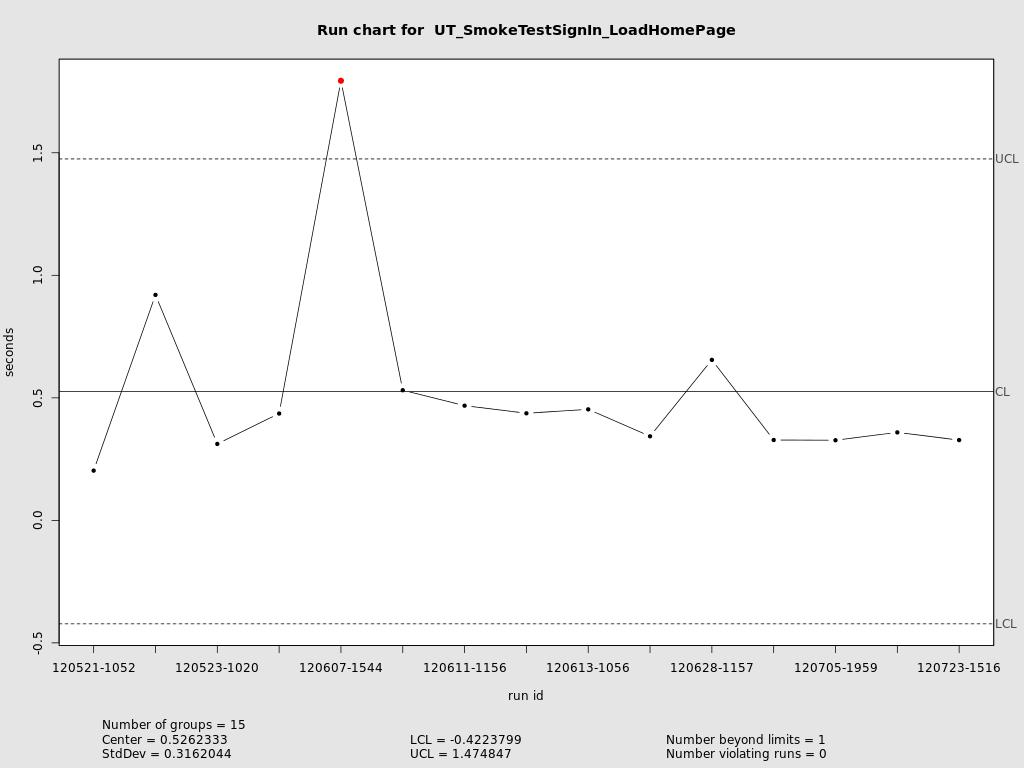 Run chart for UT_SmokeTestSignIn_LoadHomePage
seconds
1.5
1.0
0.5
0.0
-0.5
UCL
CL
LCL
120521-1052 120523-1020 120607-1544 120611-1156 120613-1056 120628-1157 120705-1959 120723-1516
run id
Number of groups = 15
Center = 0.5262333 LCL = -0.4223799 Number beyond limits = 1
StdDev = 0.3162044 UCL = 1.474847 Number violating runs = 0